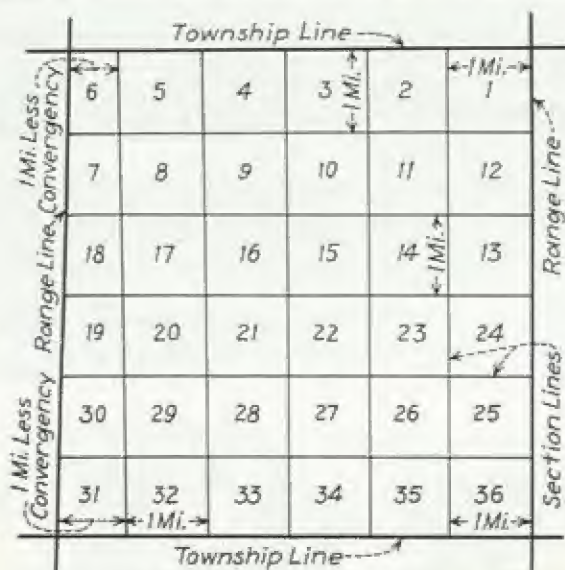 Township Line
1 Mi. Less
Convergency
Range Line
1 Mi. Less
Convergency
Range Line
Section Lines
6 5 4 3 2 1
1 Mi.
1 Mi.
7 8 9 10 11 12
18 17 16 15 14 13
1 Mi.
19 20 21 22 23 24
30 29 28 27 26 25
31 32 33 34 35 36
1 Mi.
1 Mi.
Township Line